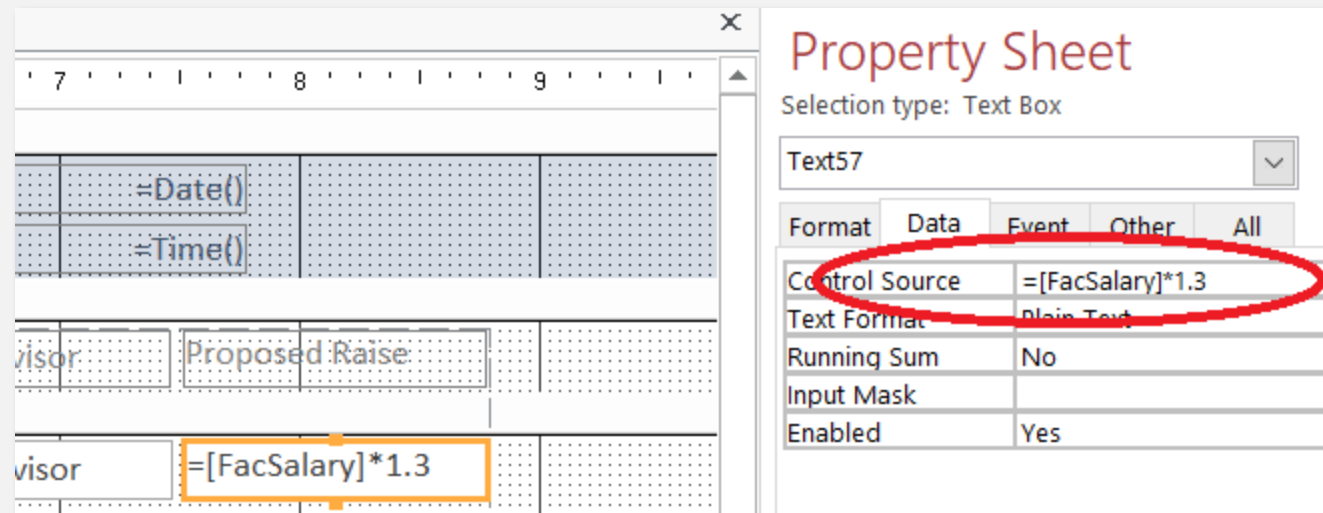 7 8 9
=Date()
=Time()
visor Proposed Raise
visor =[FacSalary]*1.3
Property Sheet
Selection type: Text Box
Text57
Format Data Event Other All
Control Source =[FacSalary]*1.3
Text Format Plain Text
Running Sum No
Input Mask
Enabled Yes